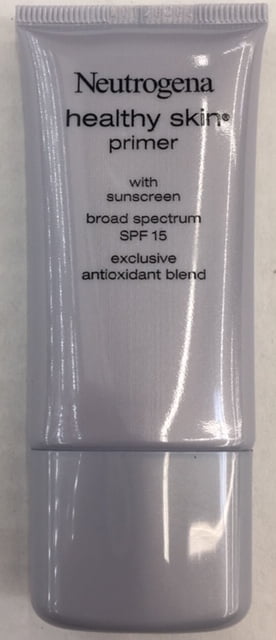 Neutrogena
healthy skin®
primer
with
sunscreen
broad spectrum
SPF 15
exclusive
antioxidant blend